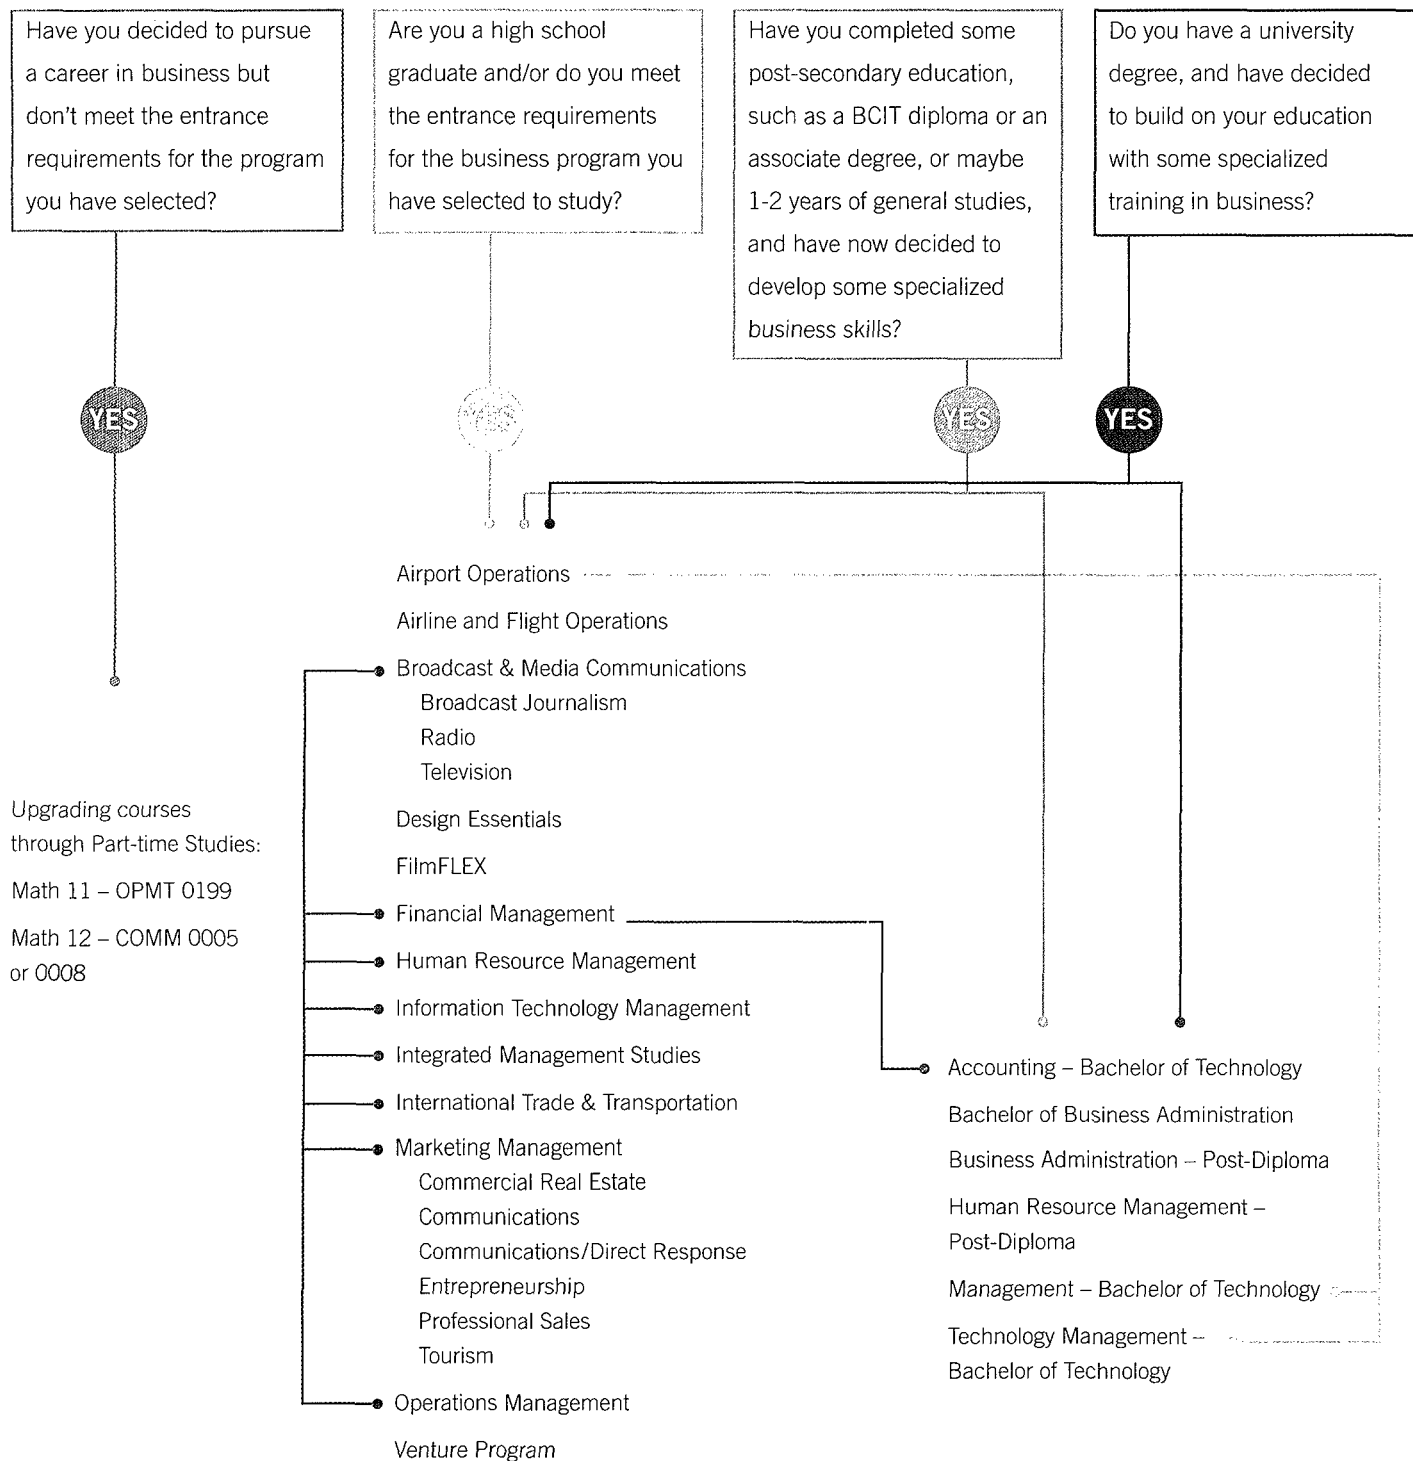 Have you decided to pursue
a career in business but
don't meet the entrance
requirements for the program
you have selected?
Are you a high school
graduate and/or do you meet
the entrance requirements
for the business program you
have selected to study?
Have you completed some
post-secondary education,
such as a BCIT diploma or an
associate degree, or maybe
1-2 years of general studies,
and have now decided to
develop some specialized
business skills?
Do you have a university
degree, and have decided
to build on your education
with some specialized
training in business?
YES
YES
YES
YES
Upgrading courses
through Part-time Studies:
Math 11 – OPMT 0199
Math 12 – COMM 0005
or 0008
Airport Operations
Airline and Flight Operations
Broadcast & Media Communications
Broadcast Journalism
Radio
Television
Design Essentials
FilmFLEX
Financial Management
Human Resource Management
Information Technology Management
Integrated Management Studies
International Trade & Transportation
Marketing Management
Commercial Real Estate
Communications
Communications/Direct Response
Entrepreneurship
Professional Sales
Tourism
Operations Management
Venture Program
Accounting – Bachelor of Technology
Bachelor of Business Administration
Business Administration – Post-Diploma
Human Resource Management –
Post-Diploma
Management – Bachelor of Technology
Technology Management –
Bachelor of Technology